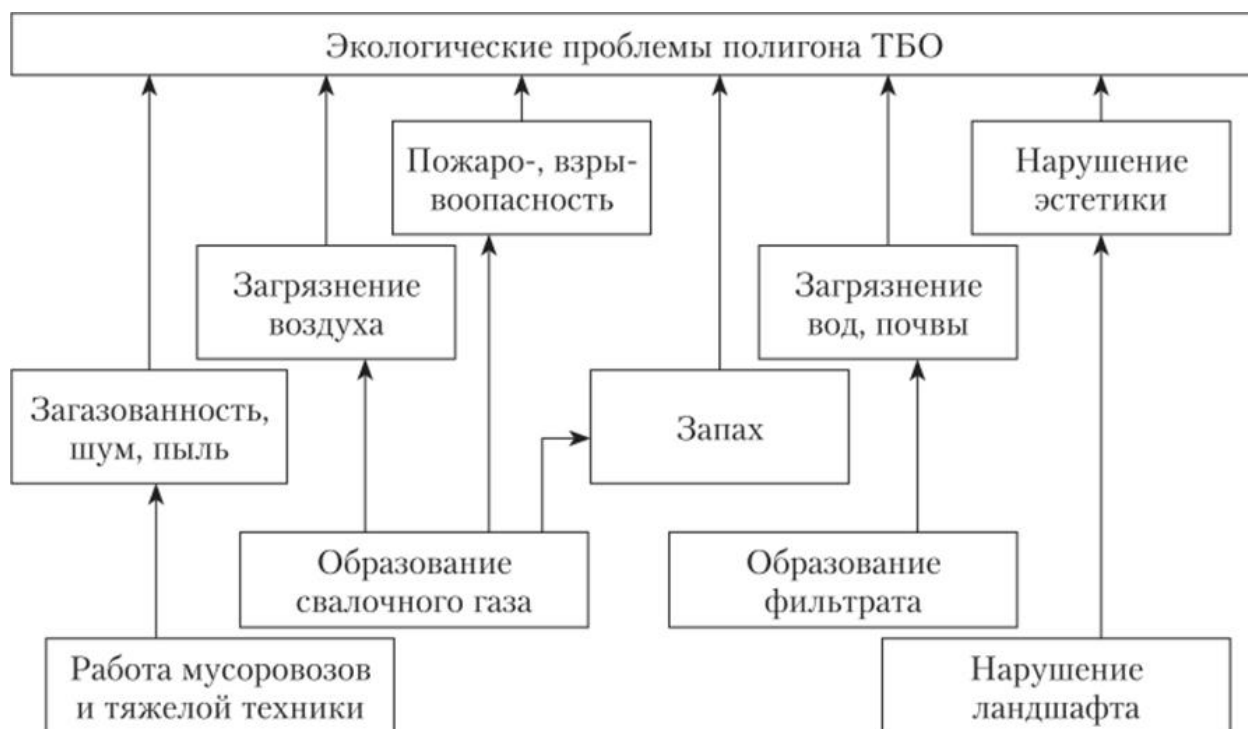 Экологические проблемы полигона ТБО
Пожаро-, взры-
воопасность
Нарушение
эстетики
Загрязнение
воздуха
Загрязнение
вод, почвы
Загазованность,
шум, пыль
Запах
Образование
свалочного газа
Образование
фильтрата
Работа мусоровозов
и тяжелой техники
Нарушение
ландшафта